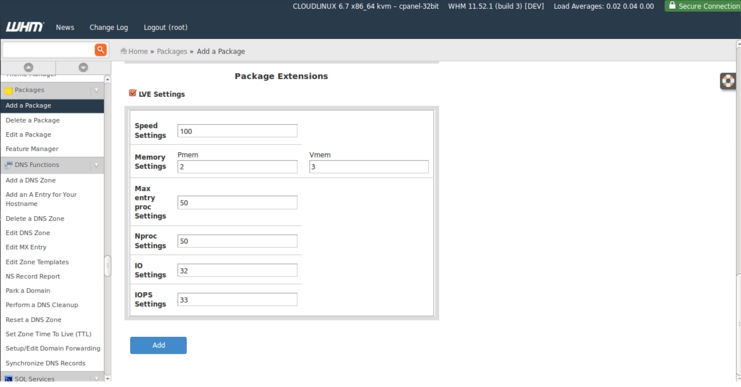 CLOUDLINUX 6.7 x86_64 kvm – cpanel-32bit WHM 11.52.1 (build 3) [DEV] Load Averages: 0.02 0.04 0.00 Secure Connection
WHM News Change Log Logout (root)
Home » Packages » Add a Package
Packages
Add a Package
Delete a Package
Edit a Package
Feature Manager
DNS Functions
Add a DNS Zone
Add an A Entry for Your
Hostname
Delete a DNS Zone
Edit DNS Zone
Edit MX Entry
Edit Zone Templates
NS Record Report
Park a Domain
Perform a DNS Cleanup
Reset a DNS Zone
Set Zone Time To Live (TTL)
Setup/Edit Domain Forwarding
Synchronize DNS Records
SQL Services
Package Extensions
LVE Settings
Speed
Settings
100
Memory
Settings
Pmem
2
Vmem
3
Max
entry
proc
Settings
50
Nproc
Settings
50
IO
Settings
32
IOPS
Settings
33
Add